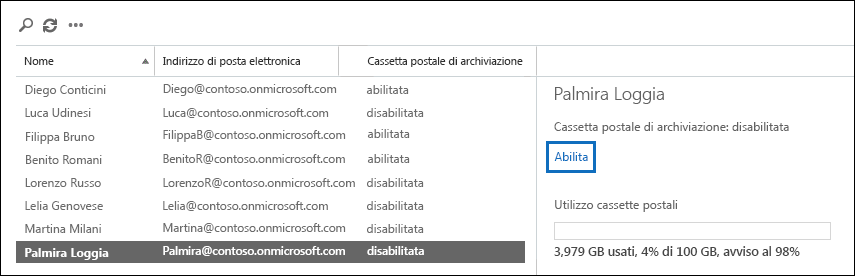 Nome Indirizzo di posta elettronica Cassetta postale di archiviazione
Diego Conticini Diego@contoso.onmicrosoft.com abilitata
Luca Udinesi Luca@contoso.onmicrosoft.com disabilitata
Filippa Bruno FilippaB@contoso.onmicrosoft.com abilitata
Benito Romani BenitoR@contoso.onmicrosoft.com abilitata
Lorenzo Russo LorenzoR@contoso.onmicrosoft.com disabilitata
Lelia Genovese Lelia@contoso.onmicrosoft.com disabilitata
Martina Milani Martina@contoso.onmicrosoft.com disabilitata
Palmira Loggia Palmira@contoso.onmicrosoft.com disabilitata
Palmira Loggia
Cassetta postale di archiviazione: disabilitata
Abilita
Utilizzo cassette postali
3,979 GB usati, 4% di 100 GB, avviso al 98%